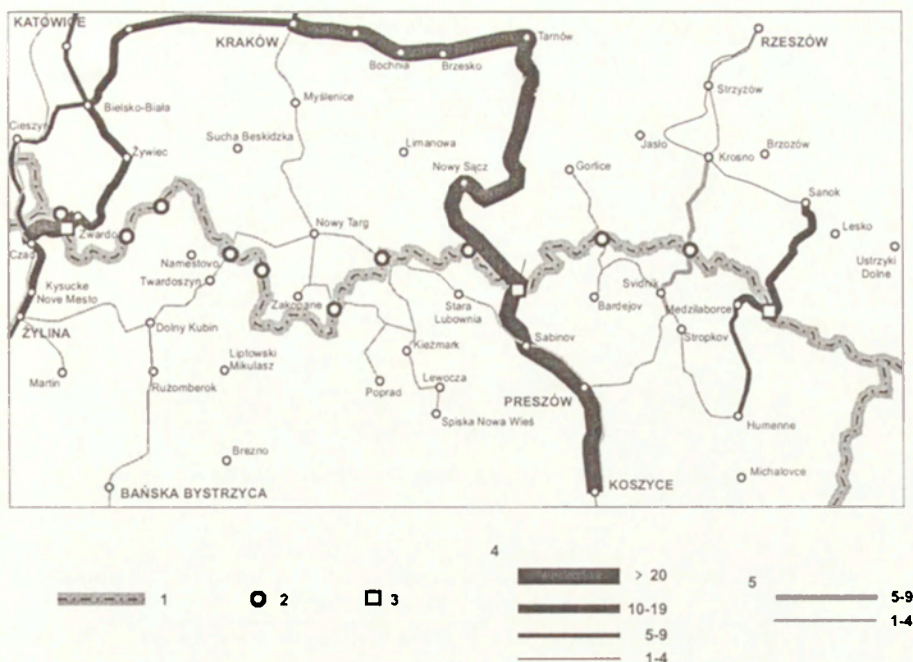 KATOWICE
KRAKÓW
Tarnów
RZESZÓW
Bochnia
Brzesko
Strzyżów
Bielsko-Biała
Myślenice
Cieszyn
Sucha Beskidzka
Limanowa
Jasło
Brzozów
Żywiec
Krosno
Gorlice
Nowy Sącz
Sanok
Zwardo
Nowy Targ
Lesko
Czad
Namestovo
Ustrzyki
Dolne
Kysucke
Nove Mesto
Twardoszyn
Zakopane
Svidnik
Stara
Lubownia
Bardejov
Medzilaborce
ŻYLINA
Dolny Kubin
Sabinov
Stropkov
Kieżmark
Martin
Liptowski
Mikulasz
Rużomberok
Poprad
Lewocza
PRESZÓW
Spiska Nowa Wieś
Humenne
Brezno
Michalovce
BAŃSKA BYSTRZYCA
KOSZYCE
4
> 20
5
1
2
3
10-19
5-9
5-9
1-4
1-4